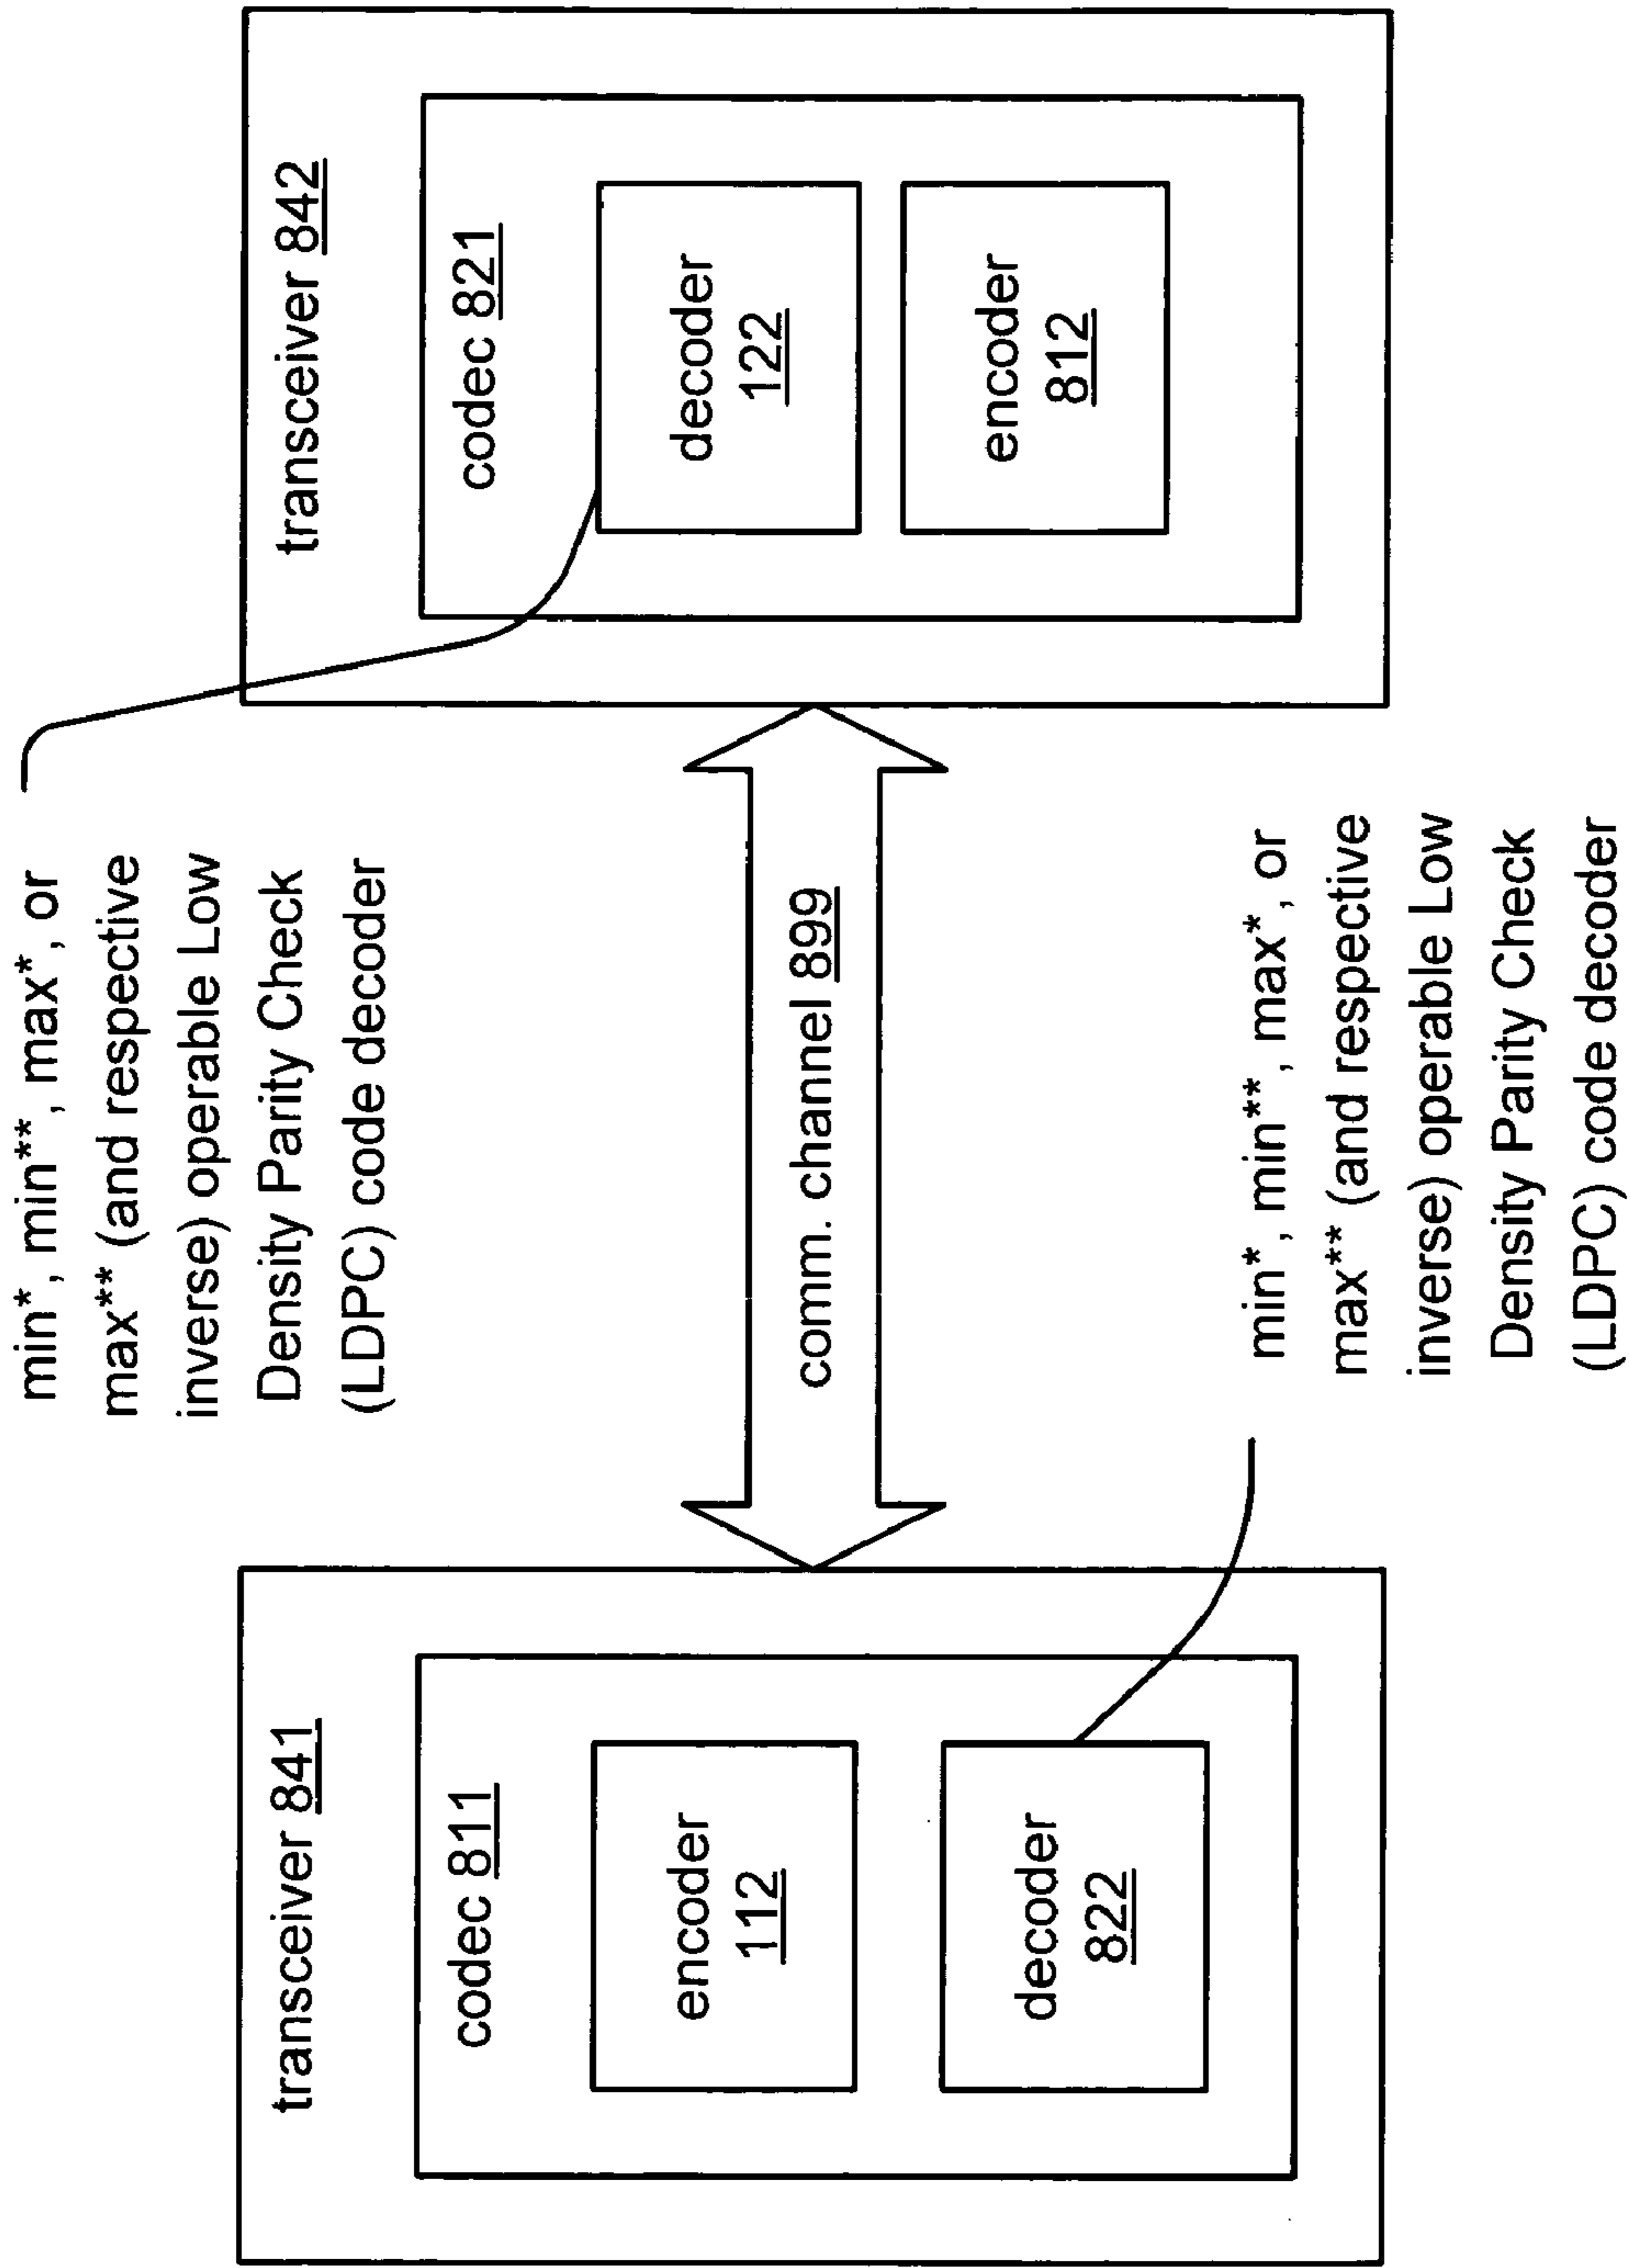 transceiver 841
codec 811
encoder
112
decoder
822
min*, min**, max*, or
max** (and respective
inverse) operable Low
Density Parity Check
(LDPC) code decoder
comm. channel 899
min*, min**, max*, or
max** (and respective
inverse) operable Low
Density Parity Check
(LDPC) code decoder
transceiver 842
codec 821
decoder
122
encoder
812